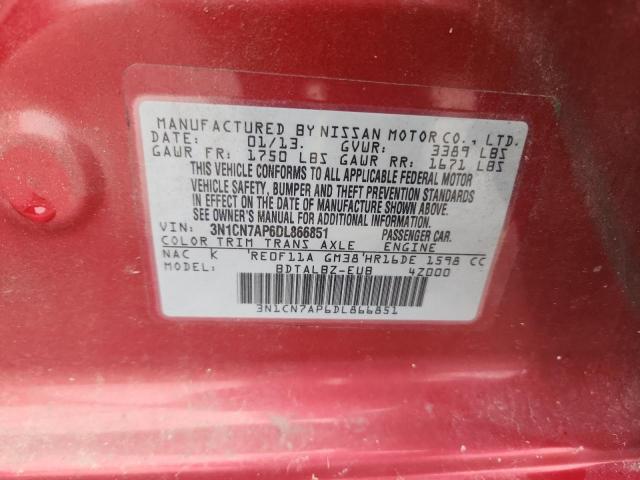 MANUFACTURED BY NISSAN MOTOR CO., LTD.
DATE: 01/13. GVWR: 3389 LBS
GAWR FR: 1750 LBS GAWR RR: 1671 LBS
THIS VEHICLE CONFORMS TO ALL APPLICABLE FEDERAL MOTOR
VEHICLE SAFETY, BUMPER AND THEFT PREVENTION STANDARDS
IN EFFECT ON THE DATE OF MANUFACTURE SHOWN ABOVE.
SEE OWNER'S MANUAL FOR ADDITIONAL INFORMATION.
VIN: 3N1CN7AP6DL866851 PASSENGER CAR.
COLOR TRIM TRANS AXLE ENGINE
NAC K 'RE0F11A GM38'HR16DE 1598 CC
BDTALBZ-EUB 4Z000
3N1CN7AP6DL866851